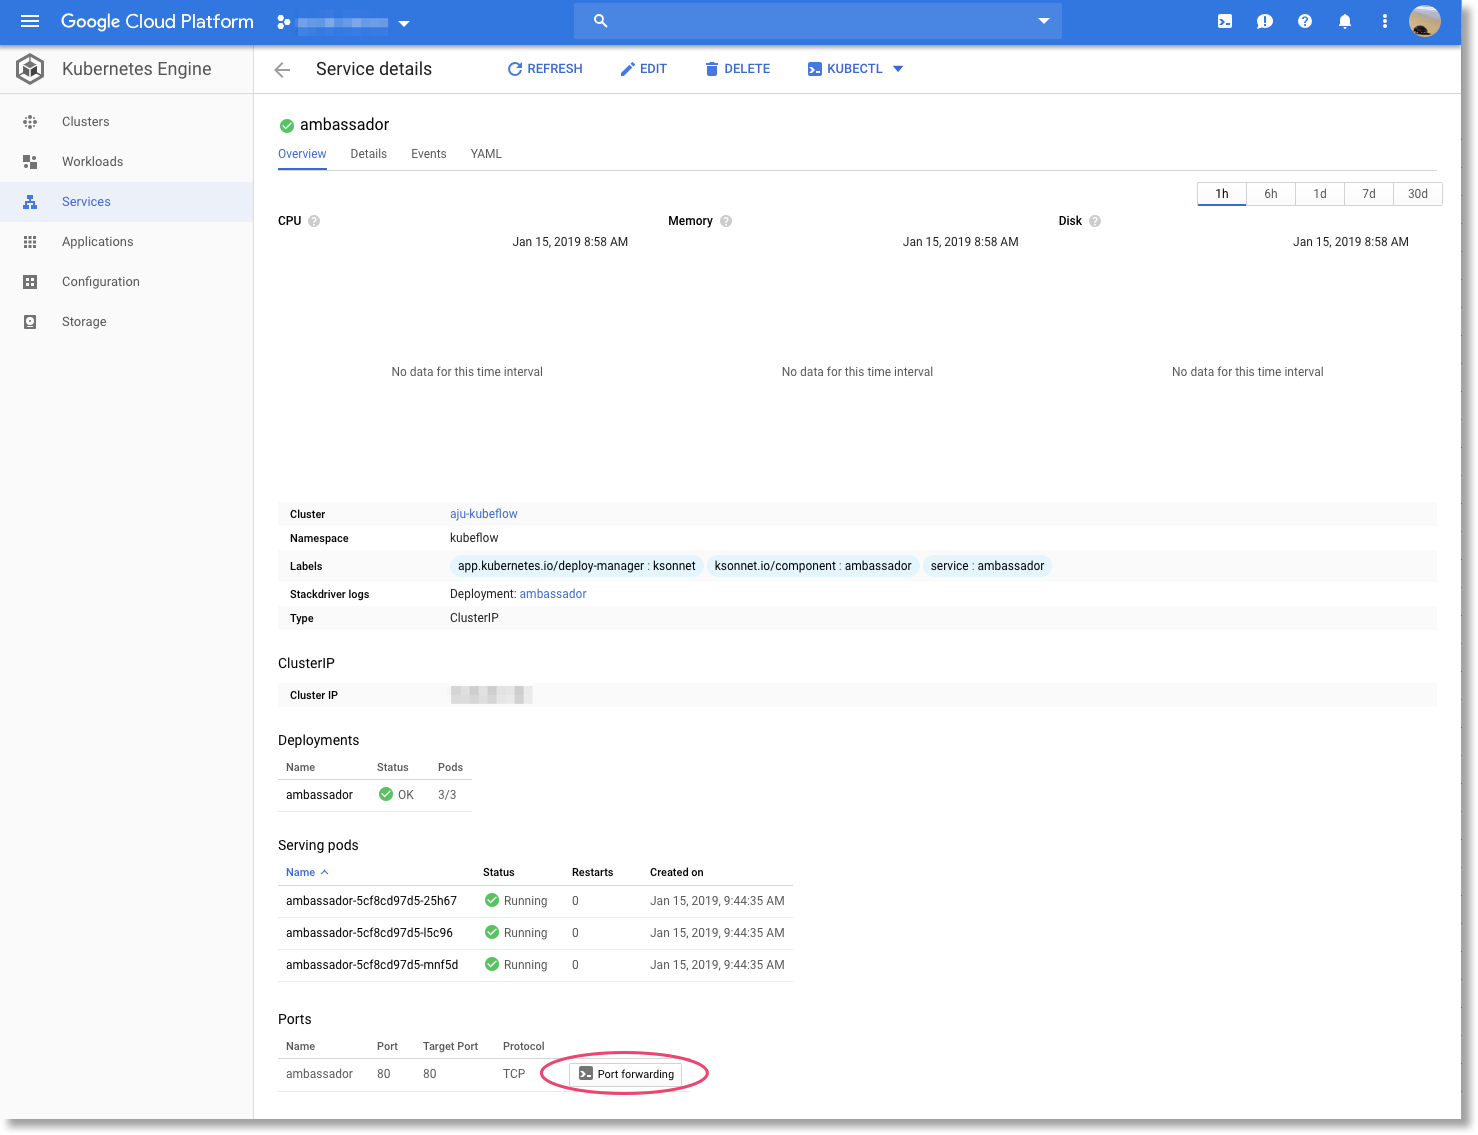 Google Cloud Platform
Kubernetes Engine
Service details
REFRESH
EDIT
DELETE
KUBECTL
Clusters
Workloads
Services
Applications
Configuration
Storage
ambassador
Overview Details Events YAML
1h 6h 1d 7d 30d
CPU
Memory
Disk
Jan 15, 2019 8:58 AM
Jan 15, 2019 8:58 AM
Jan 15, 2019 8:58 AM
No data for this time interval
No data for this time interval
No data for this time interval
Cluster aju-kubeflow
Namespace kubeflow
Labels app.kubernetes.io/deploy-manager : ksonnet ksonnet.io/component : ambassador service : ambassador
Stackdriver logs Deployment: ambassador
Type ClusterIP
ClusterIP
Cluster IP
Deployments
Name Status Pods
ambassador OK 3/3
Serving pods
Name Status Restarts Created on
ambassador-5cf8cd97d5-25h67 Running 0 Jan 15, 2019, 9:44:35 AM
ambassador-5cf8cd97d5-l5c96 Running 0 Jan 15, 2019, 9:44:35 AM
ambassador-5cf8cd97d5-mnf5d Running 0 Jan 15, 2019, 9:44:35 AM
Ports
Name Port Target Port Protocol
ambassador 80 80 TCP Port forwarding